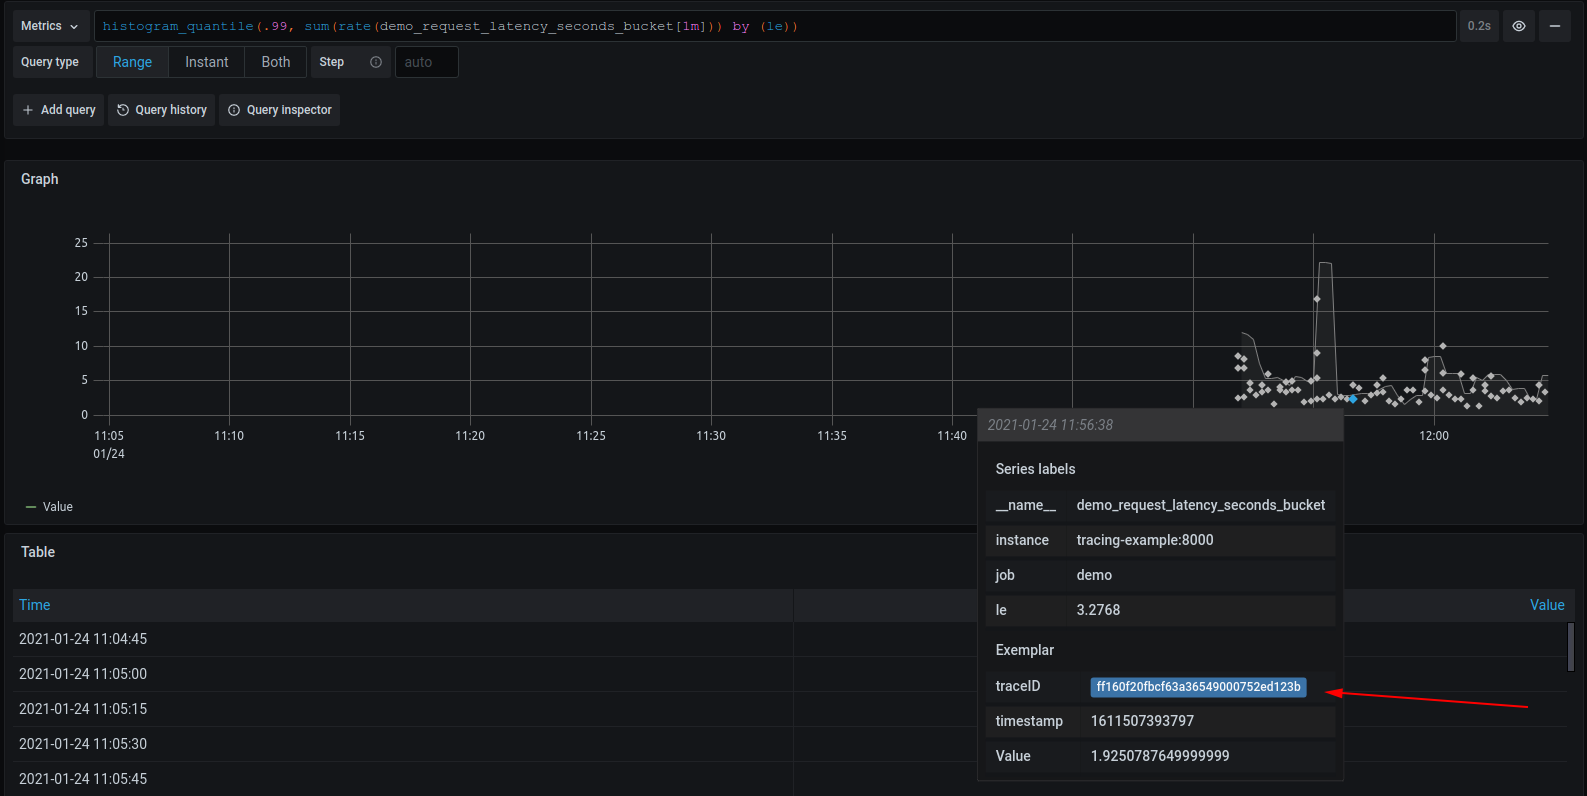 Metrics histogram_quantile(.99, sum(rate(demo_request_latency_seconds_bucket[1m])) by (le)) 0.2s
Query type Range Instant Both Step auto
+ Add query Query history Query inspector
Graph
25
20
15
10
5
0
11:05 11:10 11:15 11:20 11:25 11:30 11:35 11:40 12:00
01/24
Value
2021-01-24 11:56:38
Series labels
__name__ demo_request_latency_seconds_bucket
instance tracing-example:8000
job demo
le 3.2768
Exemplar
traceID ff160f20fbcf63a36549000752ed123b
timestamp 1611507393797
Value 1.9250787649999999
Table
Time Value
2021-01-24 11:04:45
2021-01-24 11:05:00
2021-01-24 11:05:15
2021-01-24 11:05:30
2021-01-24 11:05:45